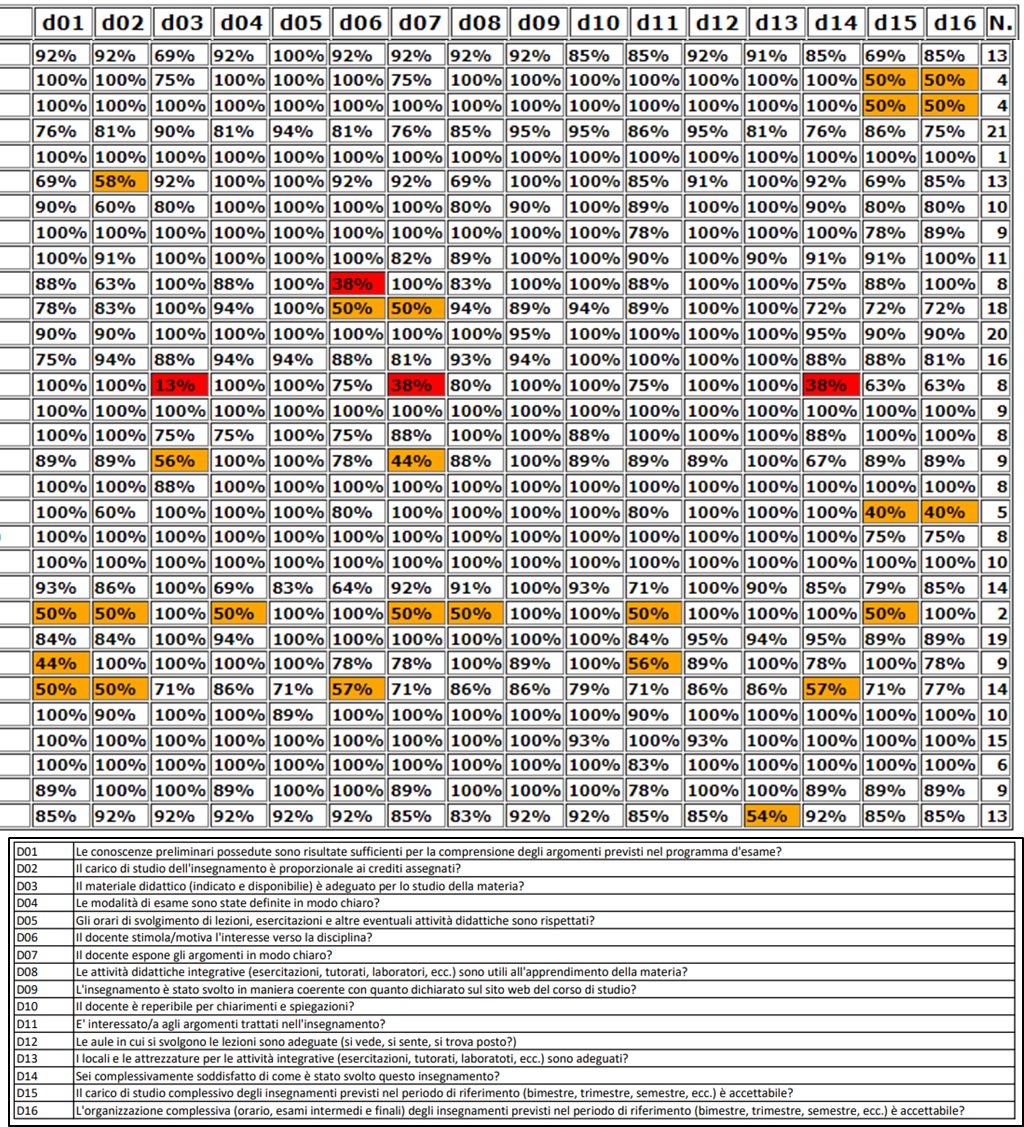 d01 d02 d03 d04 d05 d06 d07 d08 d09 d10 d11 d12 d13 d14 d15 d16 N.
92% 92% 69% 92% 100% 92% 92% 92% 92% 85% 85% 92% 91% 85% 69% 85% 13
100% 100% 75% 100% 100% 100% 75% 100% 100% 100% 100% 100% 100% 100% 50% 50% 4
100% 100% 100% 100% 100% 100% 100% 100% 100% 100% 100% 100% 100% 100% 50% 50% 4
76% 81% 90% 81% 94% 81% 76% 85% 95% 95% 86% 95% 81% 76% 86% 75% 21
100% 100% 100% 100% 100% 100% 100% 100% 100% 100% 100% 100% 100% 100% 100% 100% 1
69% 58% 92% 100% 100% 92% 92% 69% 100% 100% 85% 91% 100% 92% 69% 85% 13
90% 60% 80% 100% 100% 100% 100% 80% 90% 100% 89% 100% 100% 90% 80% 80% 10
100% 100% 100% 100% 100% 100% 100% 100% 100% 100% 78% 100% 100% 100% 78% 89% 9
100% 91% 100% 100% 100% 100% 82% 89% 100% 100% 90% 100% 90% 91% 91% 100% 11
88% 63% 100% 88% 100% 38% 100% 83% 100% 100% 88% 100% 100% 75% 88% 100% 8
78% 83% 100% 94% 100% 50% 50% 94% 89% 94% 89% 100% 100% 72% 72% 72% 18
90% 90% 100% 100% 100% 100% 100% 100% 95% 100% 100% 100% 100% 95% 90% 90% 20
75% 94% 88% 94% 94% 88% 81% 93% 94% 100% 100% 100% 100% 88% 88% 81% 16
100% 100% 13% 100% 100% 75% 38% 80% 100% 100% 75% 100% 100% 38% 63% 63% 8
100% 100% 100% 100% 100% 100% 100% 100% 100% 100% 100% 100% 100% 100% 100% 100% 9
100% 100% 75% 75% 100% 75% 88% 100% 100% 88% 100% 100% 100% 88% 100% 100% 8
89% 89% 56% 100% 100% 78% 44% 88% 100% 89% 89% 89% 100% 67% 89% 89% 9
100% 100% 88% 100% 100% 100% 100% 100% 100% 100% 100% 100% 100% 100% 100% 100% 8
100% 60% 100% 100% 100% 80% 100% 100% 100% 100% 80% 100% 100% 100% 40% 40% 5
100% 100% 100% 100% 100% 100% 100% 100% 100% 100% 100% 100% 100% 100% 75% 75% 8
100% 100% 100% 100% 100% 100% 100% 100% 100% 100% 100% 100% 100% 100% 100% 100% 10
93% 86% 100% 69% 83% 64% 92% 91% 100% 93% 71% 100% 90% 85% 79% 85% 14
50% 50% 100% 50% 100% 100% 50% 50% 100% 100% 50% 100% 100% 100% 50% 100% 2
84% 84% 100% 94% 100% 100% 100% 100% 100% 100% 84% 95% 94% 95% 89% 89% 19
44% 100% 100% 100% 100% 78% 78% 100% 89% 100% 56% 89% 100% 78% 100% 78% 9
50% 50% 71% 86% 71% 57% 71% 86% 86% 79% 71% 86% 86% 57% 71% 77% 14
100% 90% 100% 100% 89% 100% 100% 100% 100% 100% 90% 100% 100% 100% 100% 100% 10
100% 100% 100% 100% 100% 100% 100% 100% 100% 93% 100% 93% 100% 100% 100% 100% 15
100% 100% 100% 100% 100% 100% 100% 100% 100% 100% 83% 100% 100% 100% 100% 100% 6
89% 100% 100% 89% 100% 100% 89% 100% 100% 100% 78% 100% 100% 89% 89% 89% 9
85% 92% 92% 92% 92% 92% 85% 83% 92% 92% 85% 85% 54% 92% 85% 85% 13
D01 Le conoscenze preliminari possedute sono risultate sufficienti per la comprensione degli argomenti previsti nel programma d'esame?
D02 Il carico di studio dell'insegnamento è proporzionale ai crediti assegnati?
D03 Il materiale didattico (indicato e disponibilie) è adeguato per lo studio della materia?
D04 Le modalità di esame sono state definite in modo chiaro?
D05 Gli orari di svolgimento di lezioni, esercitazioni e altre eventuali attività didattiche sono rispettati?
D06 Il docente stimola/motiva l'interesse verso la disciplina?
D07 Il docente espone gli argomenti in modo chiaro?
D08 Le attività didattiche integrative (esercitazioni, tutorati, laboratori, ecc.) sono utili all'apprendimento della materia?
D09 L'insegnamento è stato svolto in maniera coerente con quanto dichiarato sul sito web del corso di studio?
D10 Il docente è reperibile per chiarimenti e spiegazioni?
D11 E' interessato/a agli argomenti trattati nell'insegnamento?
D12 Le aule in cui si svolgono le lezioni sono adeguate (si vede, si sente, si trova posto?)
D13 I locali e le attrezzature per le attività integrative (esercitazioni, tutorati, laboratoti, ecc.) sono adeguati?
D14 Sei complessivamente soddisfatto di come è stato svolto questo insegnamento?
D15 Il carico di studio complessivo degli insegnamenti previsti nel periodo di riferimento (bimestre, trimestre, semestre, ecc.) è accettabile?
D16 L'organizzazione complessiva (orario, esami intermedi e finali) degli insegnamenti previsti nel periodo di riferimento (bimestre, trimestre, semestre, ecc.) è accettabile?